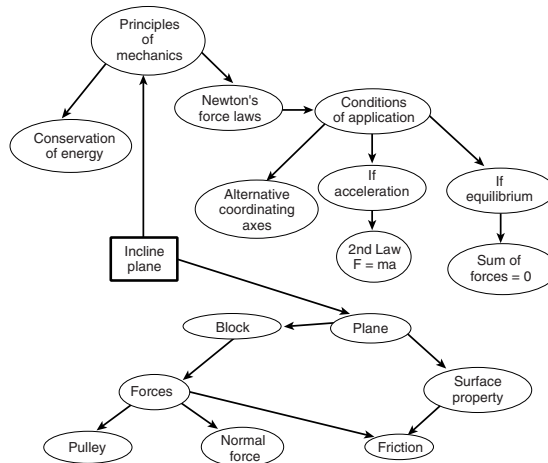 Principles
of
mechanics
Newton's
force laws
Conditions
of application
Conservation
of energy
If
acceleration
If
equilibrium
Alternative
coordinating
axes
2nd Law
F = ma
Sum of
forces = 0
Incline
plane
Block
Plane
Forces
Surface
property
Pulley
Normal
force
Friction